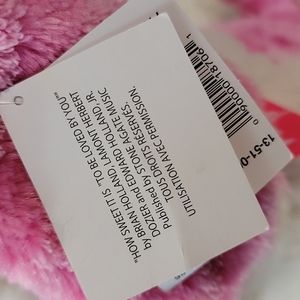 "HOW SWEET IT IS TO BE LOVED BY YOU"
by BRIAN HOLLAND, LAMONT HERBERT
DOZIER and EDWARD HOLLAND, JR.
Published by STONE AGATE MUSIC.
TOUS DROITS RÉSERVÉS.
UTILISATION AVEC PERMISSION.
13-51-0